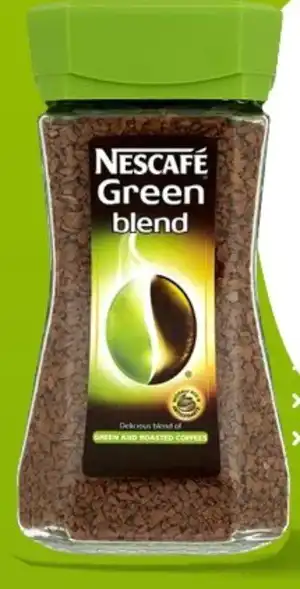 NESCAFÉ
Green
blend
Delicious blend of
GREEN AND ROASTED COFFEES